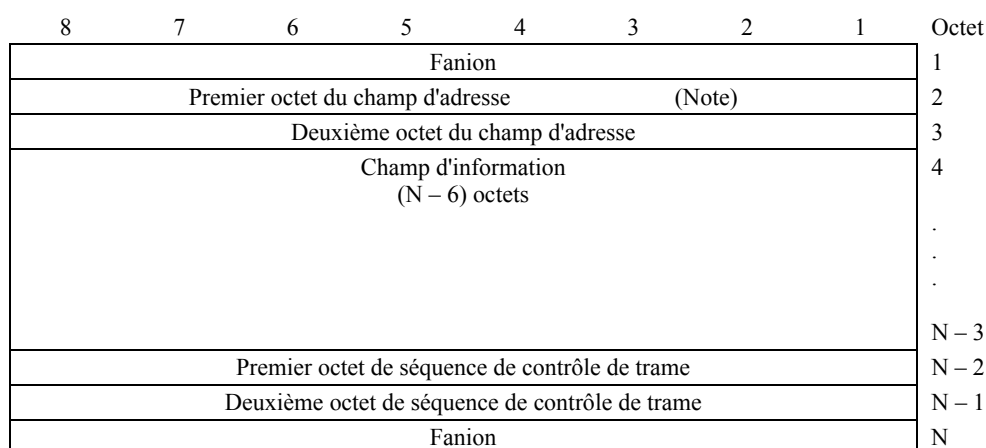 8 7 6 5 4 3 2 1 Octet
Fanion 1
Premier octet du champ d'adresse (Note) 2
Deuxième octet du champ d'adresse 3
Champ d'information 4
(N – 6) octets
.
.
.
N – 3
Premier octet de séquence de contrôle de trame N – 2
Deuxième octet de séquence de contrôle de trame N – 1
Fanion N